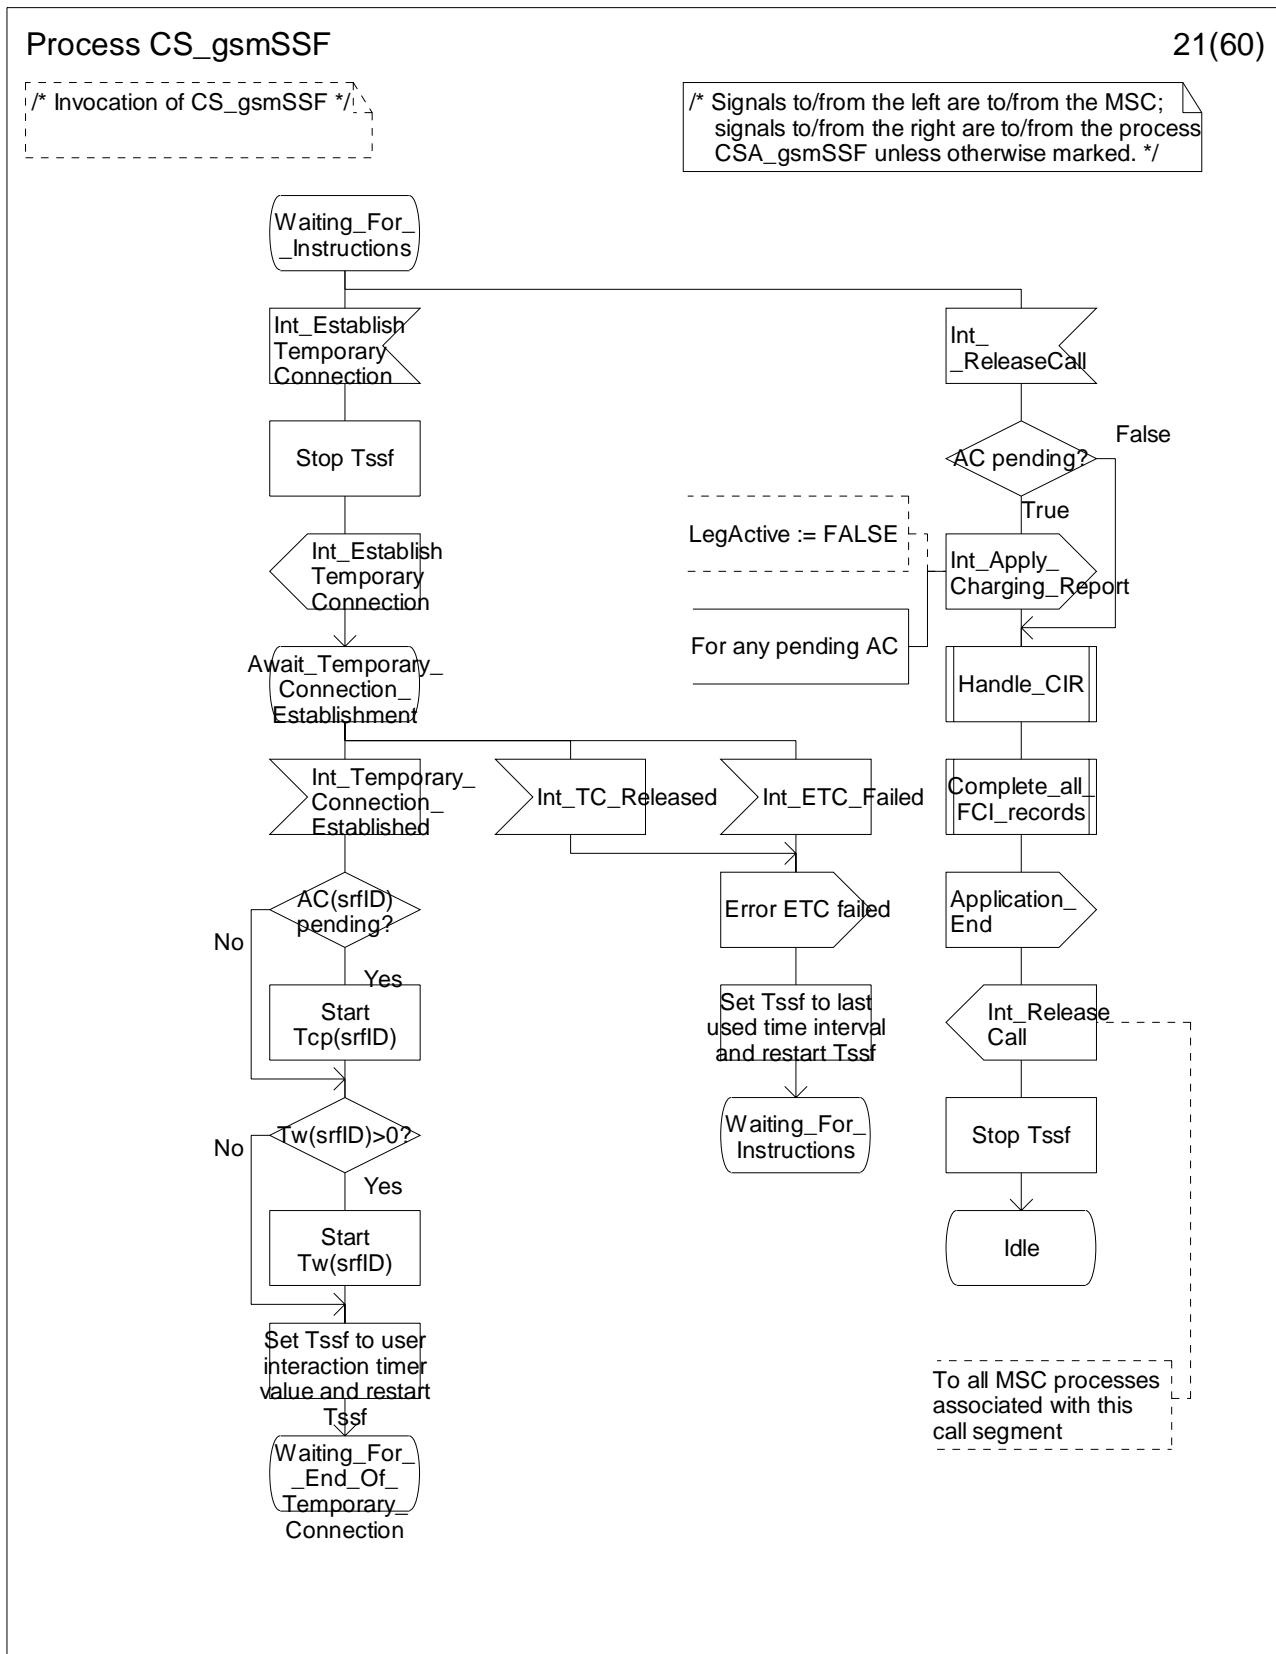 Process CS_gsmSSF
21(60)
/* Invocation of CS_gsmSSF */
/* Signals to/from the left are to/from the MSC;
signals to/from the right are to/from the process
CSA_gsmSSF unless otherwise marked. */
Waiting_For_
_Instructions
Int_Establish
Temporary
Connection
Int_
_ReleaseCall
Stop Tssf
AC pending?
False
True
LegActive := FALSE
Int_Apply_
Charging_Report
For any pending AC
Int_Establish
Temporary
Connection
Await_Temporary_
Connection_
Establishment
Handle_CIR
Int_Temporary_
Connection_
Established
Int_TC_Released
Int_ETC_Failed
Complete_all_
FCI_records
AC(srfID)
pending?
No
Yes
Error ETC failed
Application_
End
Start
Tcp(srfID)
Set Tssf to last
used time interval
and restart Tssf
Int_Release
Call
Tw(srfID)>0?
No
Yes
Waiting_For_
Instructions
Stop Tssf
Start
Tw(srfID)
Idle
Set Tssf to user
interaction timer
value and restart
Tssf
To all MSC processes
associated with this
call segment
Waiting_For_
_End_Of_
Temporary_
Connection